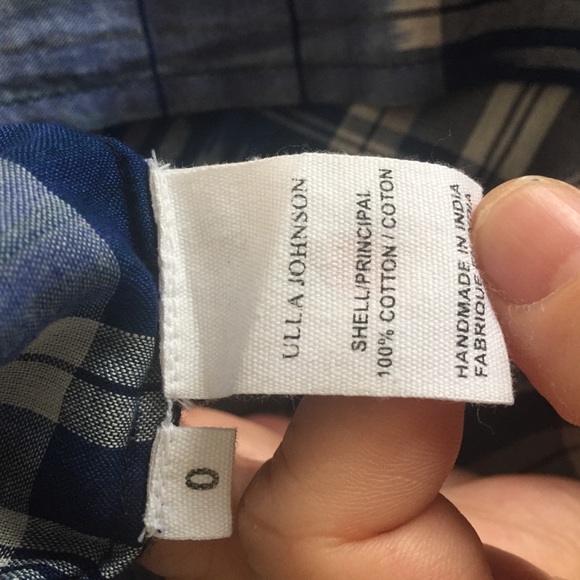 ULLA JOHNSON
SHELL/PRINCIPAL
100% COTTON / COTON
HANDMADE IN INDIA
FABRIQUE
0